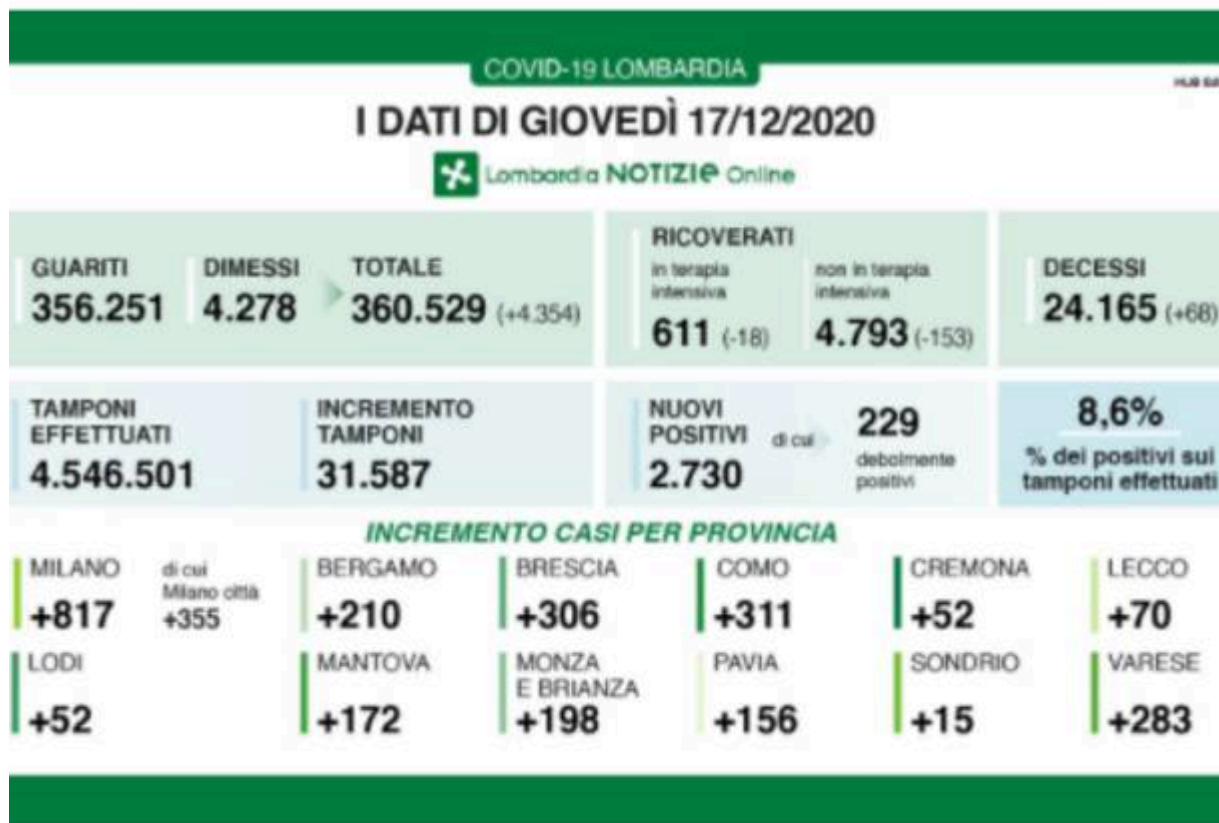 COVID-19 LOMBARDIA
I DATI DI GIOVEDÌ 17/12/2020
Lombardia NOTIZIE Online
GUARITI
356.251
DIMESSI
4.278
TOTALE
360.529 (+4.354)
RICOVERATI
in terapia
intensiva
611 (-18)
non in terapia
intensiva
4.793 (-153)
DECESSI
24.165 (+68)
TAMPONI
EFFETTUATI
4.546.501
INCREMENTO
TAMPONI
31.587
NUOVI
POSITIVI
2.730
di cui
229
debolmente
positivi
8,6%
% dei positivi sui
tamponi effettuati
INCREMENTO CASI PER PROVINCIA
MILANO
+817
di cui
Milano città
+355
BERGAMO
+210
BRESCIA
+306
COMO
+311
CREMONA
+52
LECCO
+70
LODI
+52
MANTOVA
+172
MONZA
E BRIANZA
+198
PAVIA
+156
SONDRIO
+15
VARESE
+283